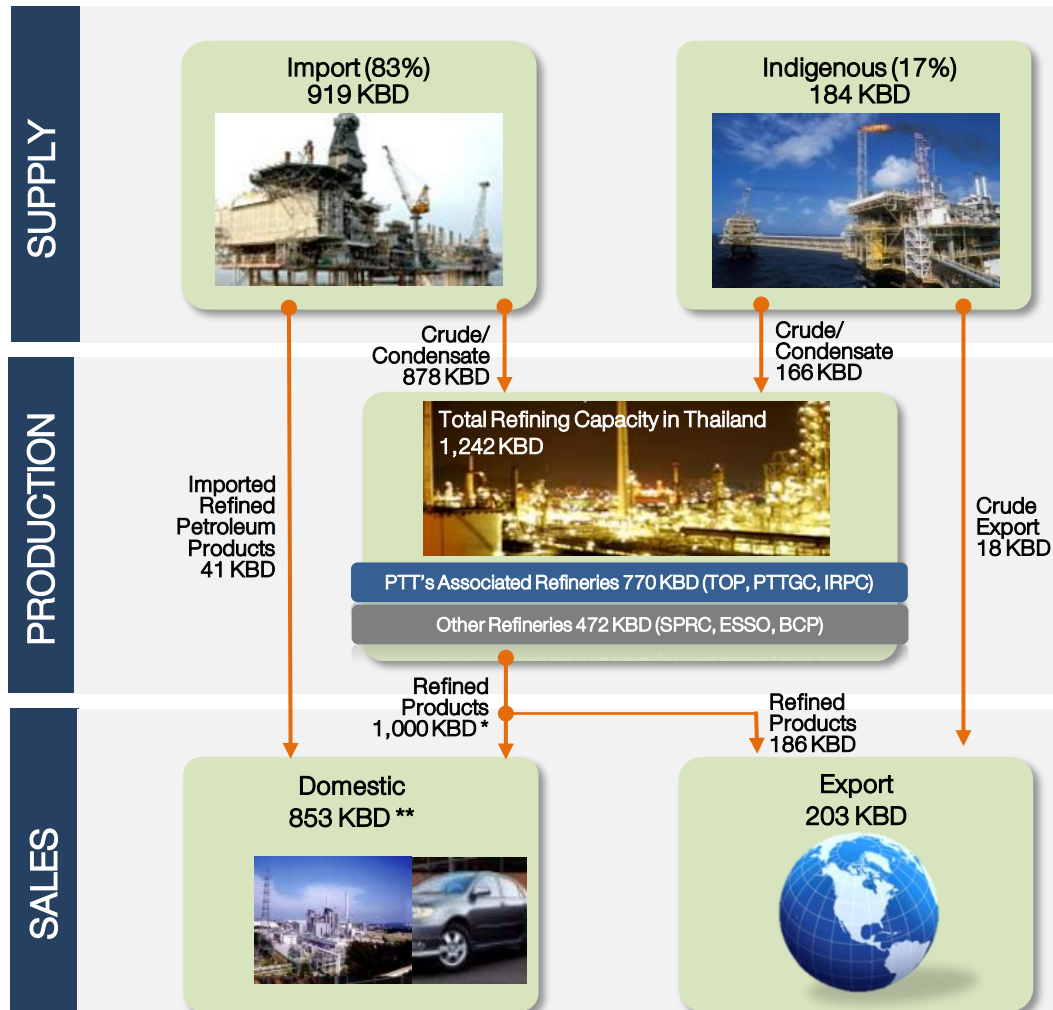 SUPPLY
Import (83%)
919 KBD
Indigenous (17%)
184 KBD
Crude/
Condensate
878 KBD
Crude/
Condensate
166 KBD
PRODUCTION
Total Refining Capacity in Thailand
1,242 KBD
Imported
Refined
Petroleum
Products
41 KBD
Crude
Export
18 KBD
PTT's Associated Refineries 770 KBD (TOP, PTTGC, IRPC)
Other Refineries 472 KBD (SPRC, ESSO, BCP)
Refined
Products
1,000 KBD *
Refined
Products
186 KBD
SALES
Domestic
853 KBD **
Export
203 KBD